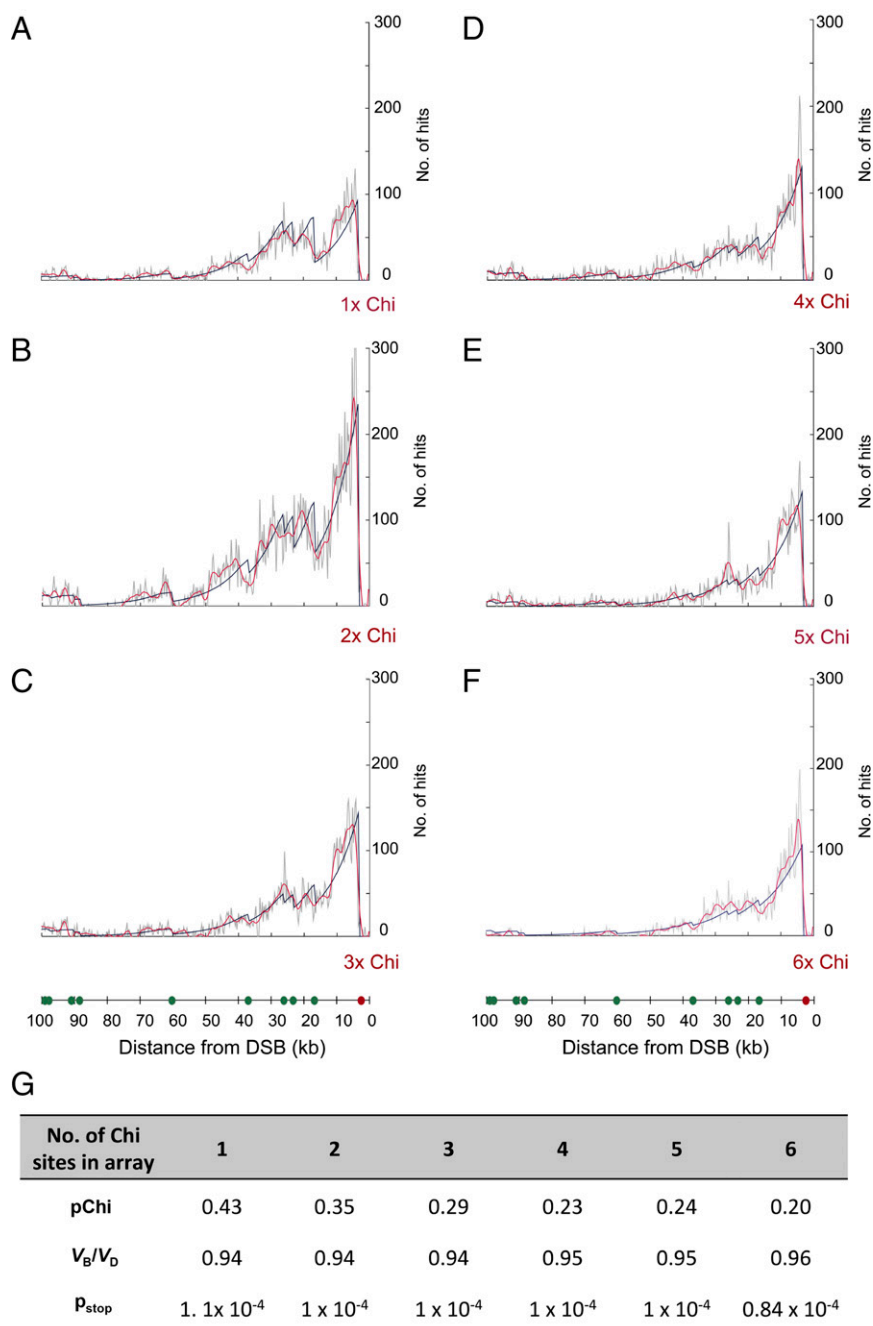 A
300
200
100
0
No. of hits
1x Chi
B
300
200
100
0
No. of hits
2x Chi
C
300
200
100
0
No. of hits
3x Chi
100 90 80 70 60 50 40 30 20 10 0
Distance from DSB (kb)
D
300
200
100
0
No. of hits
4x Chi
E
300
200
100
0
No. of hits
5x Chi
F
300
200
100
0
No. of hits
6x Chi
100 90 80 70 60 50 40 30 20 10 0
Distance from DSB (kb)
G
No. of Chi sites in array 1 2 3 4 5 6
pChi 0.43 0.35 0.29 0.23 0.24 0.20
VB/VD 0.94 0.94 0.94 0.95 0.95 0.96
pstop 1. 1x 10-4 1 x 10-4 1 x 10-4 1 x 10-4 1 x 10-4 0.84 x 10-4